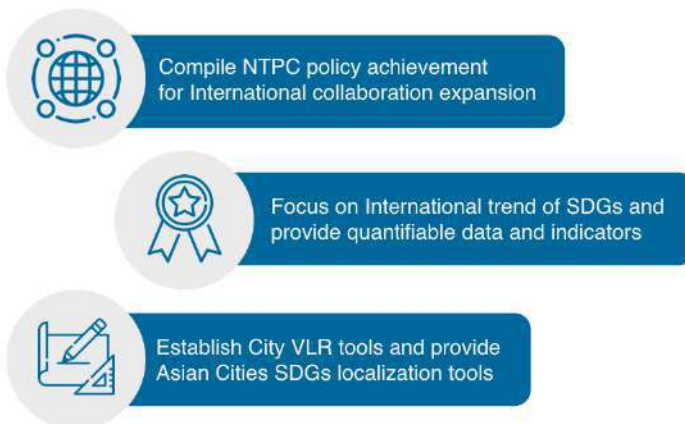 Compile NTPC policy achievement
for International collaboration expansion
Focus on International trend of SDGs and
provide quantifiable data and indicators
Establish City VLR tools and provide
Asian Cities SDGs localization tools